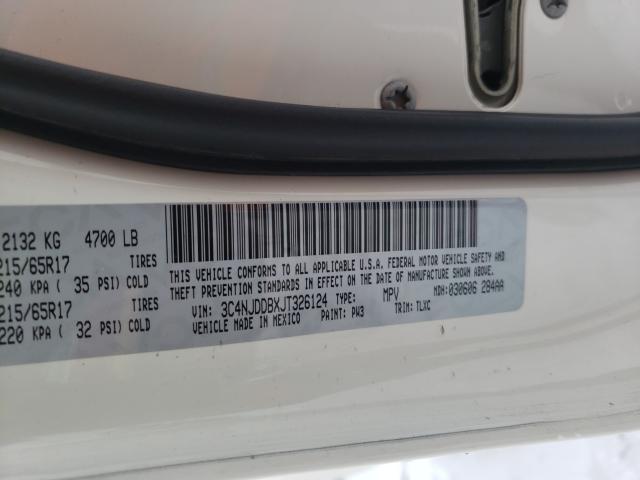 2132 KG 4700 LB
215/65R17 TIRES
240 KPA ( 35 PSI) COLD
215/65R17 TIRES
220 KPA ( 32 PSI) COLD
THIS VEHICLE CONFORMS TO ALL APPLICABLE U.S.A. FEDERAL MOTOR VEHICLE SAFETY, BUMPER, AND
THEFT PREVENTION STANDARDS IN EFFECT ON THE DATE OF MANUFACTURE SHOWN ABOVE.
VIN: 3C4NJDDBXJT326124 TYPE: MPV MDH: 030606 284AA
VEHICLE MADE IN MEXICO PAINT: PW3 TRIM: TLXC